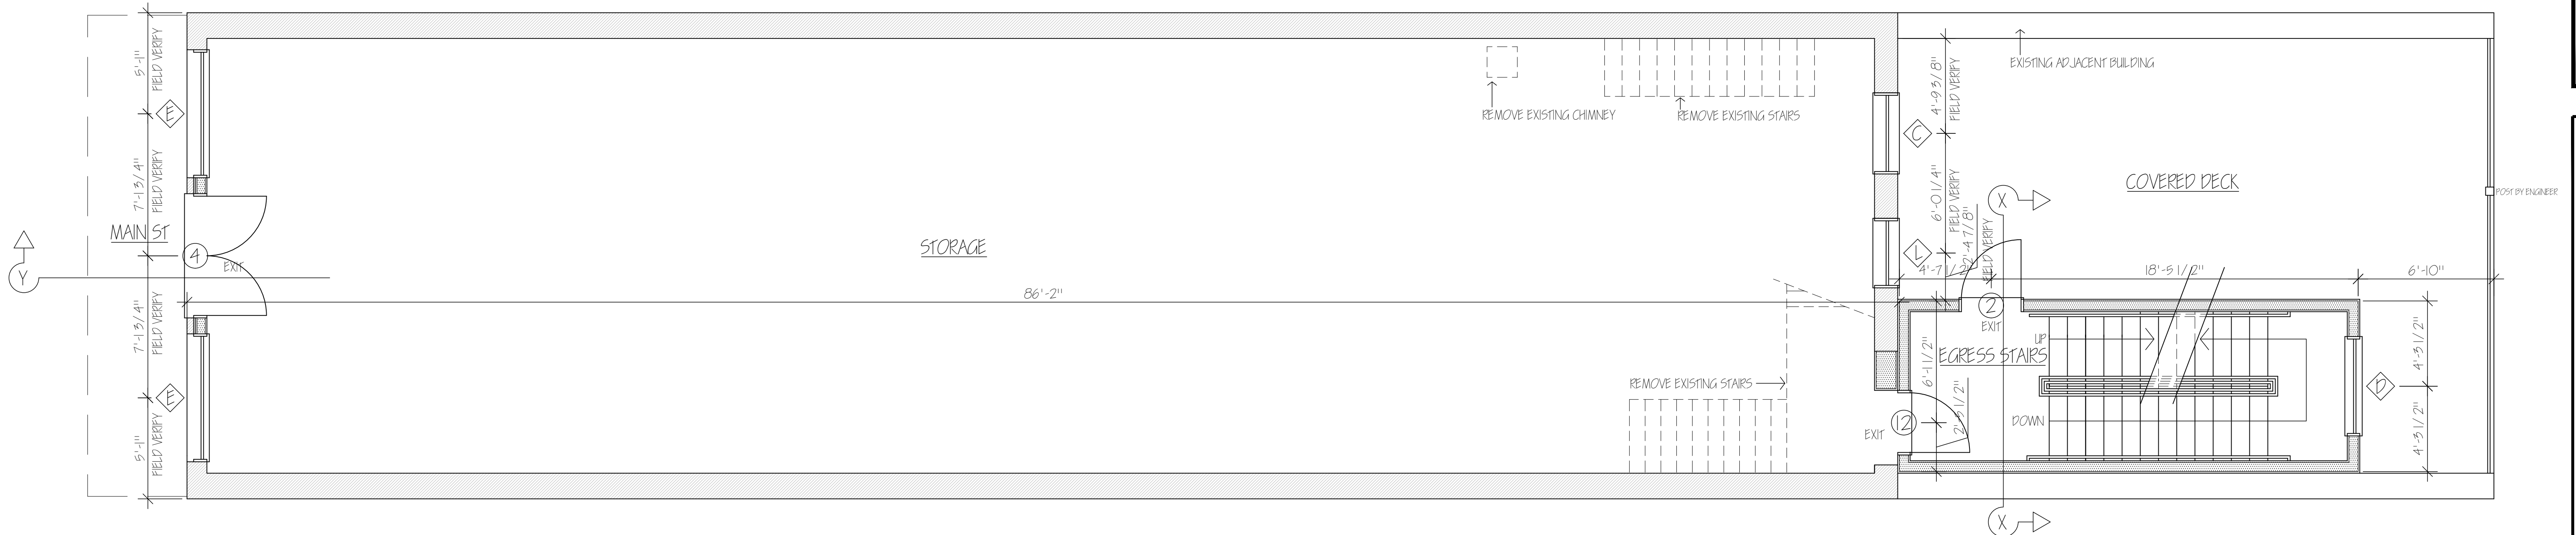 5'-1"
FIELD VERIFY
E
7'-1 3/4"
FIELD VERIFY
MAIN ST
4
EXIT
Y
7'-1 3/4"
FIELD VERIFY
E
5'-1"
FIELD VERIFY
STORAGE
86'-2"
REMOVE EXISTING CHIMNEY
REMOVE EXISTING STAIRS
REMOVE EXISTING STAIRS
EXISTING ADJACENT BUILDING
4'-9 3/8"
FIELD VERIFY
C
6'-0 1/4"
FIELD VERIFY
L
2'-4 7/8"
FIELD VERIFY
X
COVERED DECK
POST BY ENGINEER
4'-7 1/2"
18'-5 1/2"
6'-10"
2
EXIT
UP
EGRESS STAIRS
6'-1 1/2"
2'-5 1/2"
DOWN
12
EXIT
4'-3 1/2"
D
4'-3 1/2"
X